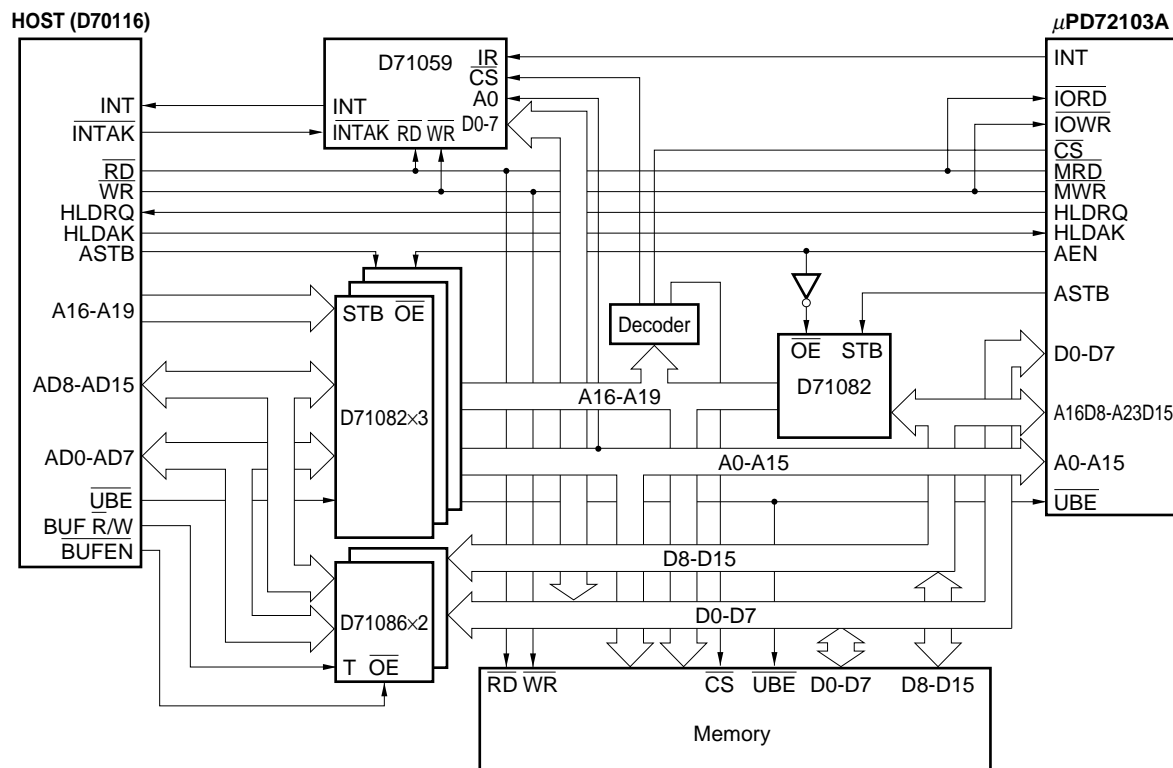 HOST (D70116)
INT
INTAK
RD
WR
HLDRQ
HLDAK
ASTB
A16-A19
AD8-AD15
AD0-AD7
UBE
BUF R/W
BUFEN
D71059
IR
CS
A0
D0-7
INT
INTAK RD WR
STB OE
D71082×3
D71086×2
T OE
Decoder
OE STB
D71082
A16-A19
A0-A15
D8-D15
D0-D7
RD WR CS UBE D0-D7 D8-D15
Memory
μPD72103A
INT
IORD
IOWR
CS
MRD
MWR
HLDRQ
HLDAK
AEN
ASTB
D0-D7
A16D8-A23D15
A0-A15
UBE